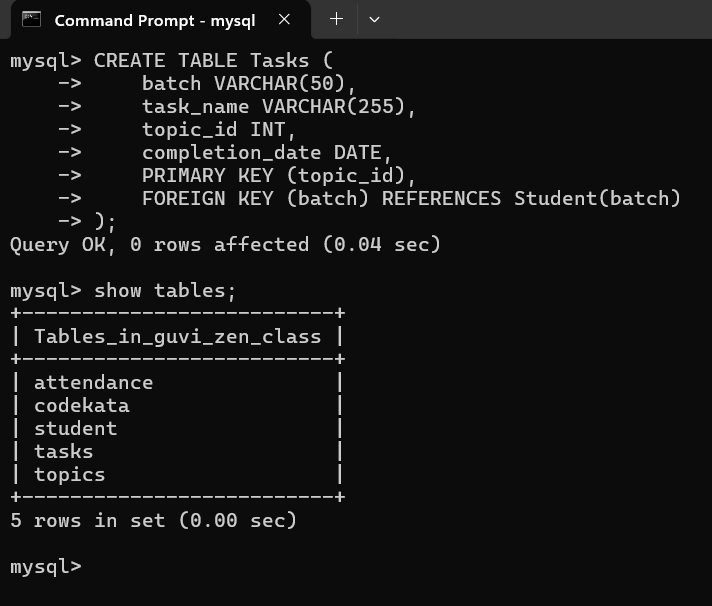 Command Prompt - mysql
mysql> CREATE TABLE Tasks (
    ->     batch VARCHAR(50),
    ->     task_name VARCHAR(255),
    ->     topic_id INT,
    ->     completion_date DATE,
    ->     PRIMARY KEY (topic_id),
    ->     FOREIGN KEY (batch) REFERENCES Student(batch)
    -> );
Query OK, 0 rows affected (0.04 sec)
mysql> show tables;
+--------------------------+
| Tables_in_guvi_zen_class |
+--------------------------+
| attendance               |
| codekata                 |
| student                  |
| tasks                    |
| topics                   |
+--------------------------+
5 rows in set (0.00 sec)
mysql>